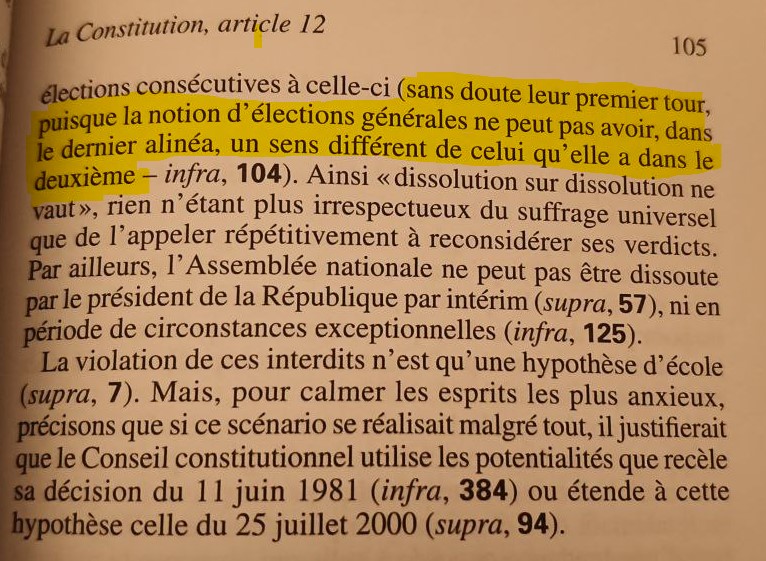 La Constitution, article 12
105
élections consécutives à celle-ci (sans doute leur premier tour,
puisque la notion d'élections générales ne peut pas avoir, dans
le dernier alinéa, un sens différent de celui qu'elle a dans le
deuxième – infra, 104). Ainsi « dissolution sur dissolution ne
vaut », rien n'étant plus irrespectueux du suffrage universel
que de l'appeler répétitivement à reconsidérer ses verdicts.
Par ailleurs, l'Assemblée nationale ne peut pas être dissoute
par le président de la République par intérim (supra, 57), ni en
période de circonstances exceptionnelles (infra, 125).
La violation de ces interdits n'est qu'une hypothèse d'école
(supra, 7). Mais, pour calmer les esprits les plus anxieux,
précisons que si ce scénario se réalisait malgré tout, il justifierait
que le Conseil constitutionnel utilise les potentialités que recèle
sa décision du 11 juin 1981 (infra, 384) ou étende à cette
hypothèse celle du 25 juillet 2000 (supra, 94).